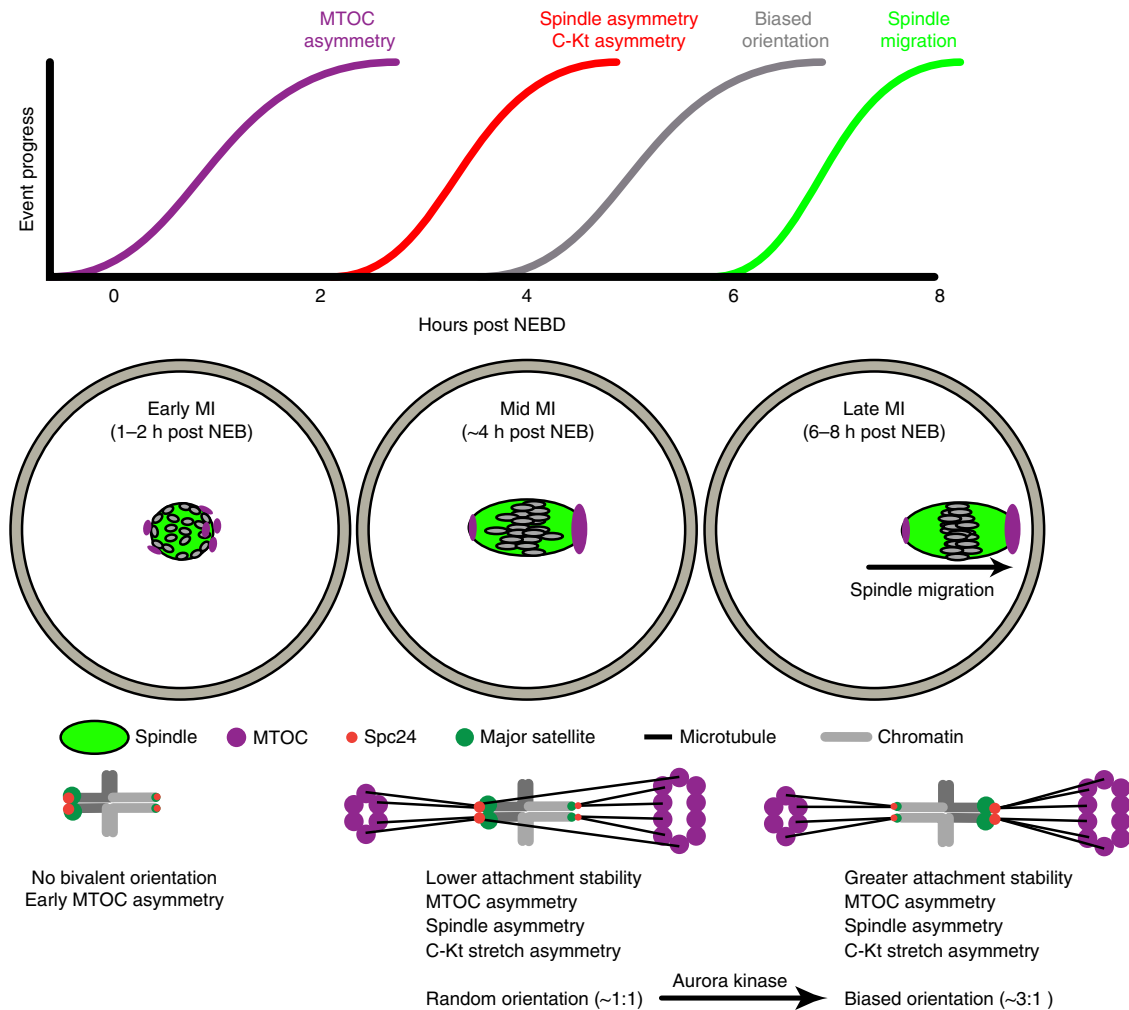 MTOC
asymmetry
Spindle asymmetry
C-Kt asymmetry
Biased
orientation
Spindle
migration
Event progress
0 2 4 6 8
Hours post NEBD
Early MI
(1–2 h post NEB)
Mid MI
(~4 h post NEB)
Late MI
(6–8 h post NEB)
Spindle migration
Spindle MTOC Spc24 Major satellite Microtubule Chromatin
No bivalent orientation
Early MTOC asymmetry
Lower attachment stability
MTOC asymmetry
Spindle asymmetry
C-Kt stretch asymmetry
Greater attachment stability
MTOC asymmetry
Spindle asymmetry
C-Kt stretch asymmetry
Random orientation (~1:1)
Aurora kinase
Biased orientation (~3:1 )